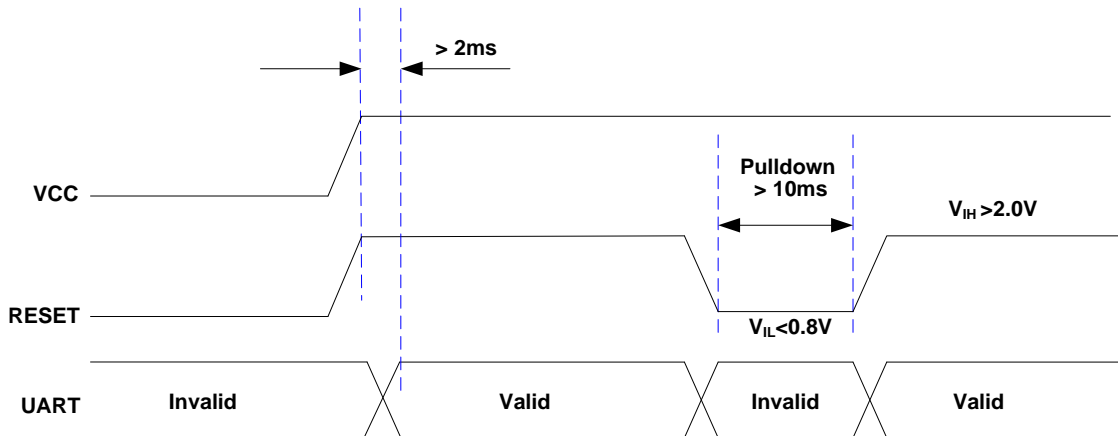 > 2ms
VCC
Pulldown
> 10ms
VIH >2.0V
RESET
VIL<0.8V
UART
Invalid
Valid
Invalid
Valid